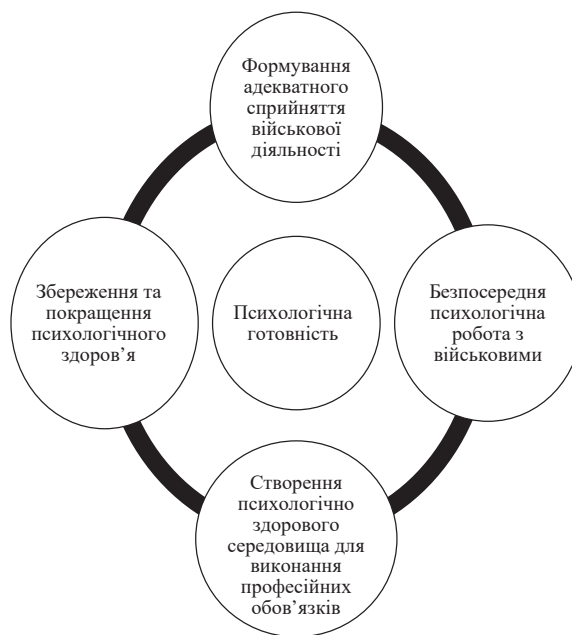 Формування
адекватного
сприйняття
військової
діяльності
Збереження та
покращення
психологічного
здоров’я
Психологічна
готовність
Безпосередня
психологічна
робота з
військовими
Створення
психологічно
здорового
середовища для
виконання
професійних
обов’язків